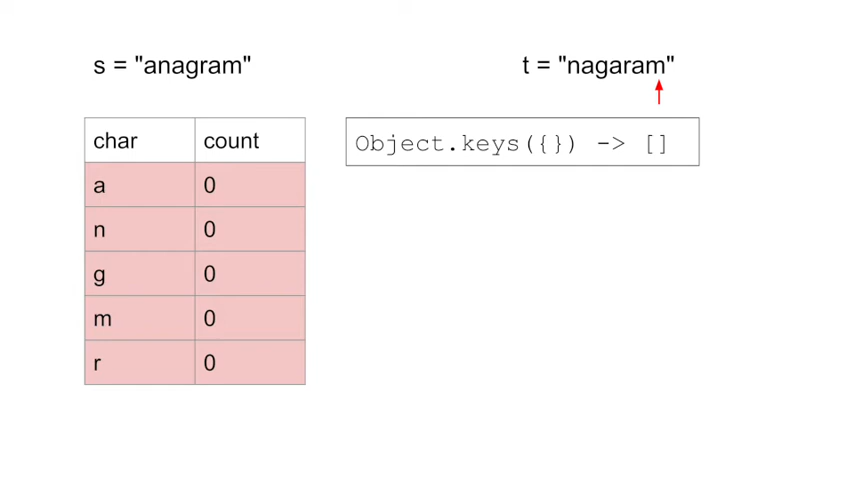 s = "anagram"
t = "nagaram"
char count
a 0
n 0
g 0
m 0
r 0
Object.keys({}) -> []